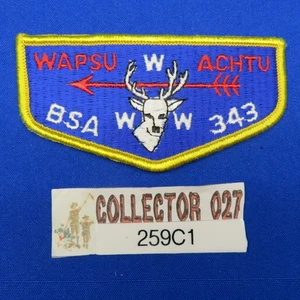 WAPSU W ACHTU
BSA W W 343
COLLECTOR 027
259C1